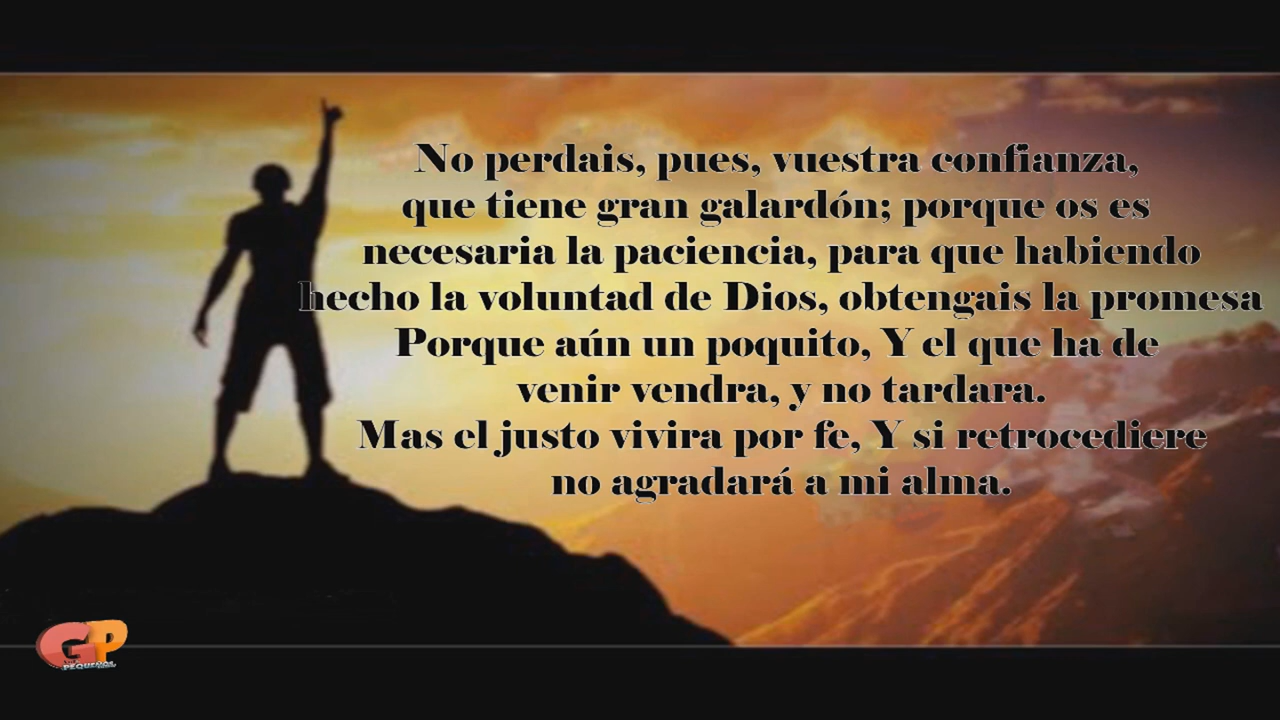 No perdais, pues, vuestra confianza,
que tiene gran galardón; porque os es
necesaria la paciencia, para que habiendo
hecho la voluntad de Dios, obtengais la promesa
Porque aún un poquito, Y el que ha de
venir vendra, y no tardara.
Mas el justo vivira por fe, Y si retrocediere
no agradará a mi alma.
GP
PEQUEÑOS